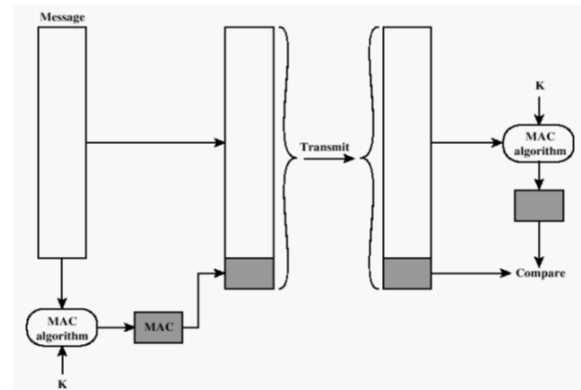 Message
K
MAC
algorithm
Transmit
Compare
MAC
algorithm
MAC
K